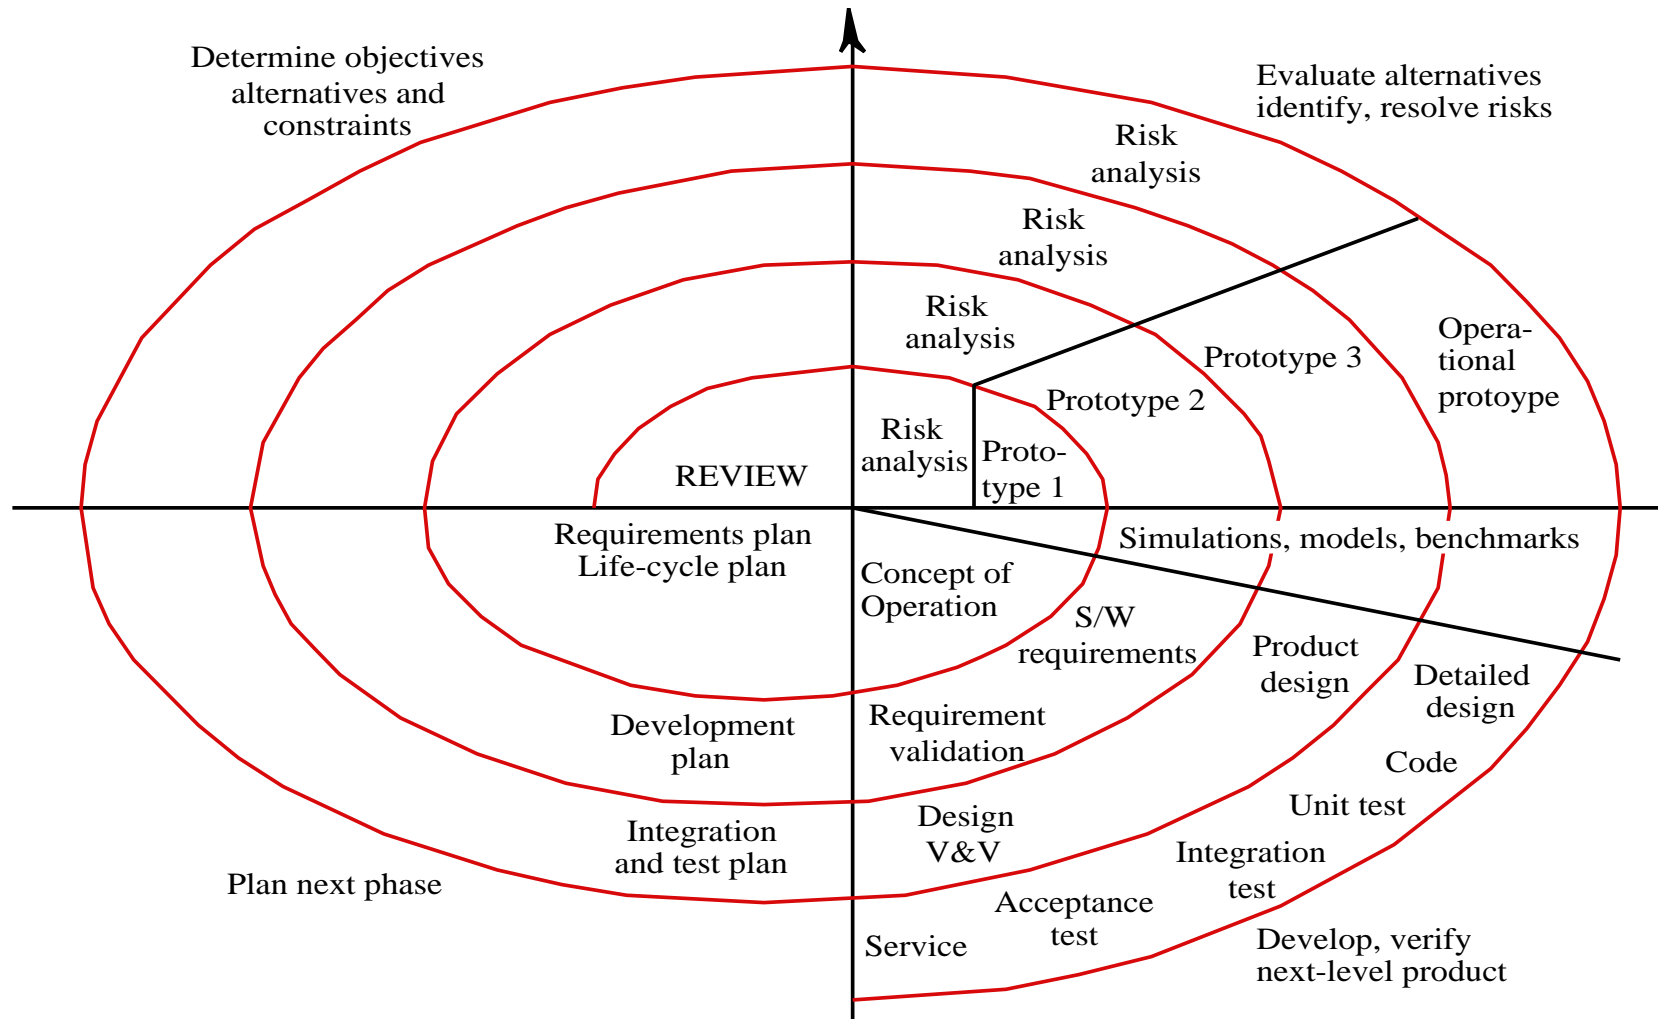 Determine objectives
alternatives and
constraints
Evaluate alternatives
identify, resolve risks
Risk
analysis
Risk
analysis
Risk
analysis
Risk
analysis
Proto-
type 1
Prototype 2
Prototype 3
Opera-
tional
protoype
REVIEW
Requirements plan
Life-cycle plan
Concept of
Operation
Simulations, models, benchmarks
S/W
requirements
Product
design
Detailed
design
Development
plan
Requirement
validation
Code
Unit test
Integration
and test plan
Design
V&V
Integration
test
Plan next phase
Acceptance
test
Service
Develop, verify
next-level product